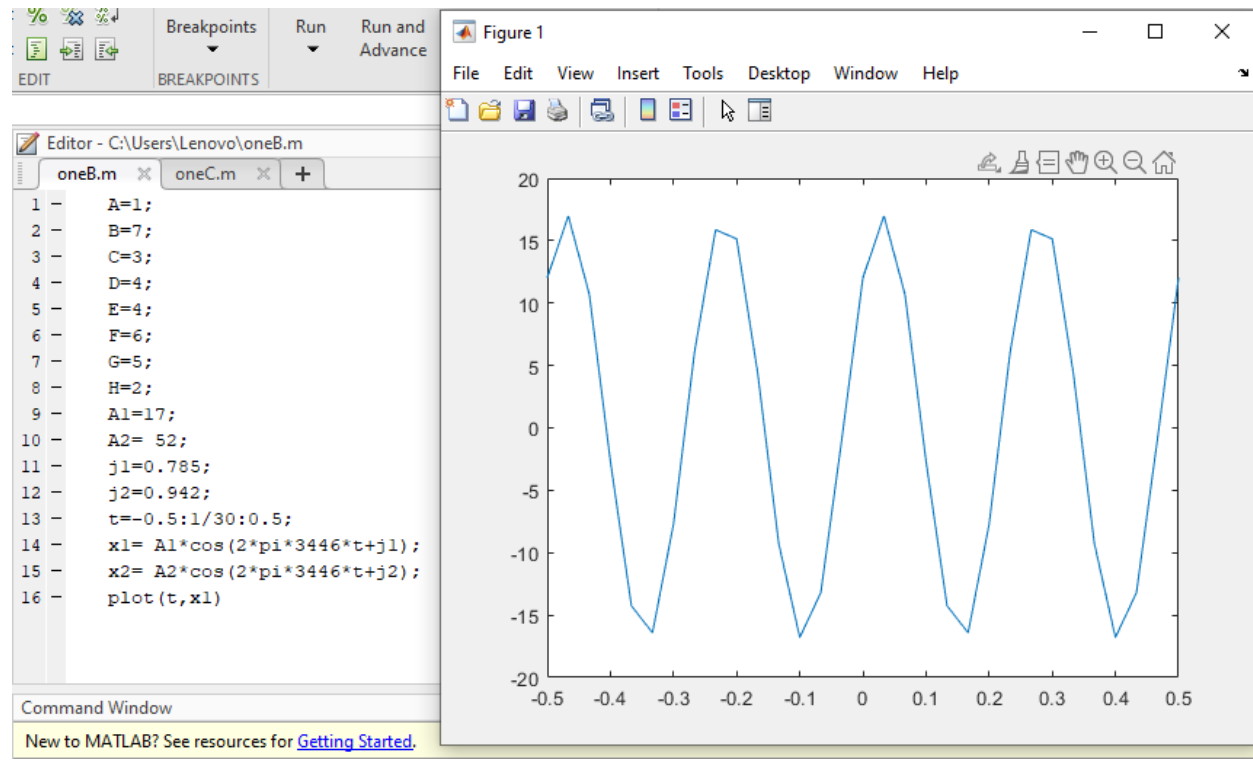 Breakpoints
Run
Run and
Advance
EDIT
BREAKPOINTS
Editor - C:\Users\Lenovo\oneB.m
oneB.m
oneC.m
1 − A=1;
2 − B=7;
3 − C=3;
4 − D=4;
5 − E=4;
6 − F=6;
7 − G=5;
8 − H=2;
9 − A1=17;
10 − A2= 52;
11 − j1=0.785;
12 − j2=0.942;
13 − t=-0.5:1/30:0.5;
14 − x1= A1*cos(2*pi*3446*t+j1);
15 − x2= A2*cos(2*pi*3446*t+j2);
16 − plot(t,x1)
Command Window
New to MATLAB? See resources for Getting Started.
Figure 1
File Edit View Insert Tools Desktop Window Help
20
15
10
5
0
-5
-10
-15
-20
-0.5 -0.4 -0.3 -0.2 -0.1 0 0.1 0.2 0.3 0.4 0.5